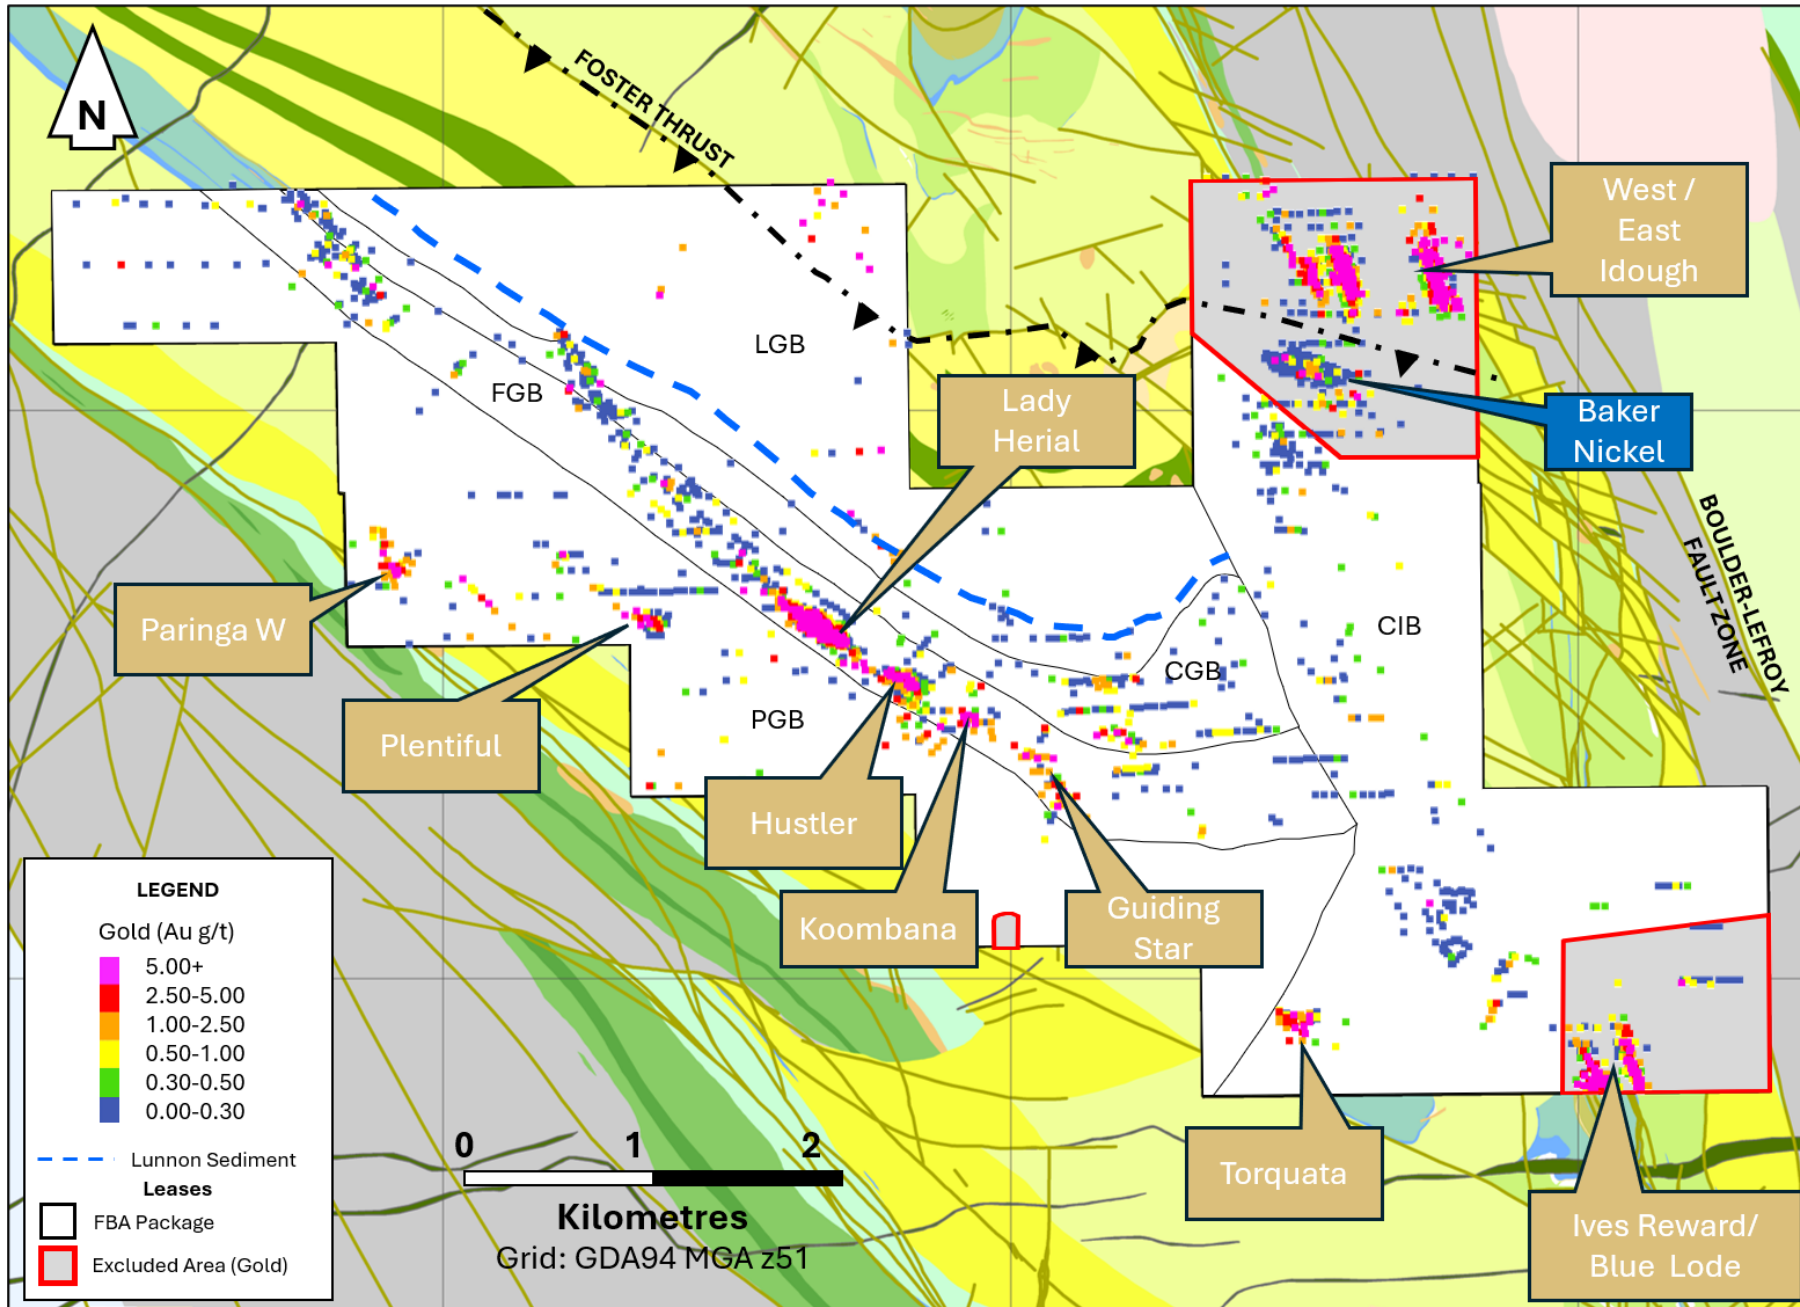 N
FOSTER THRUST
West /
East
Idough
LGB
FGB
Lady
Herial
Baker
Nickel
BOULDER-LEFROY
FAULT ZONE
Paringa W
CIB
CGB
Plentiful
PGB
Hustler
Koombana
Guiding
Star
LEGEND
Gold (Au g/t)
5.00+
2.50-5.00
1.00-2.50
0.50-1.00
0.30-0.50
0.00-0.30
Lunnon Sediment
Leases
FBA Package
Excluded Area (Gold)
0 1 2
Kilometres
Grid: GDA94 MGA z51
Torquata
Ives Reward/
Blue Lode